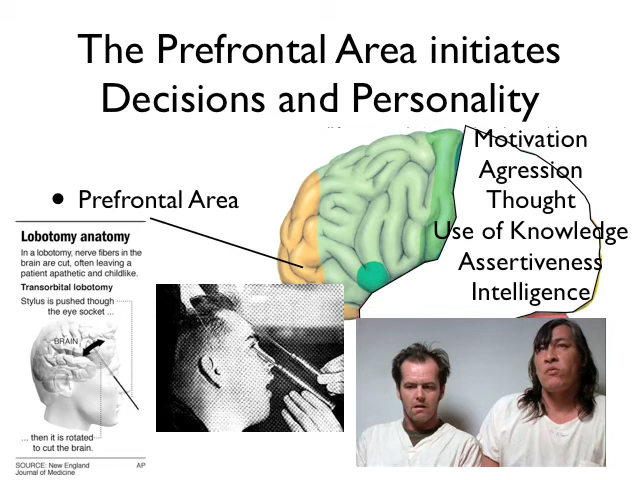 The Prefrontal Area initiates
Decisions and Personality
• Prefrontal Area
Motivation
Agression
Thought
Use of Knowledge
Assertiveness
Intelligence
Lobotomy anatomy
In a lobotomy, nerve fibers in the
brain are cut, often leaving a
patient apathetic and childlike.
Transorbital lobotomy
Stylus is pushed though
the eye socket ...
BRAIN
... then it is rotated
to cut the brain.
SOURCE: New England
Journal of Medicine
AP